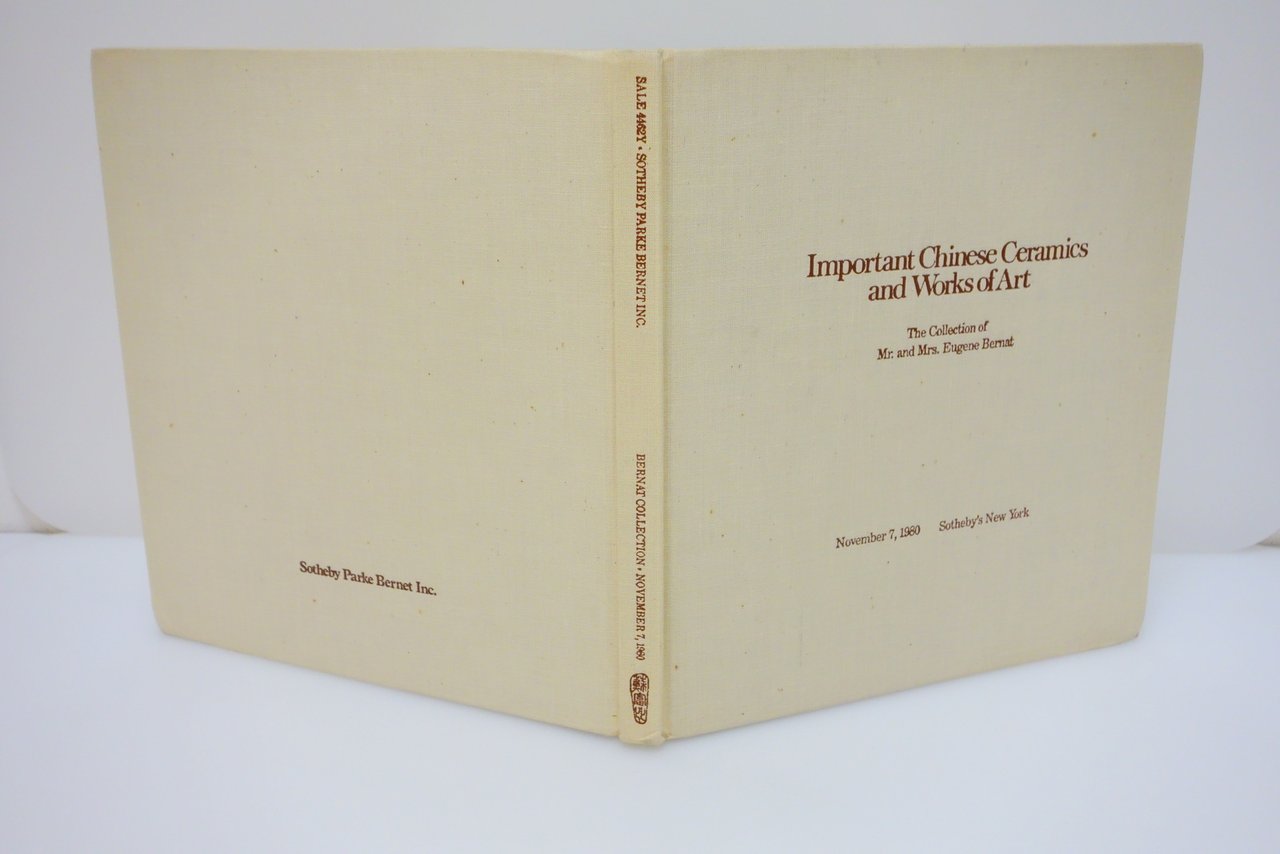 Important Chinese Ceramics
and Works of Art
The Collection of
Mr. and Mrs. Eugene Bernat
November 7, 1980 Sotheby's New York
SALE 4462Y • SOTHEBY PARKE BERNET INC.
BERNAT COLLECTION • NOVEMBER 7, 1980
Sotheby Parke Bernet Inc.